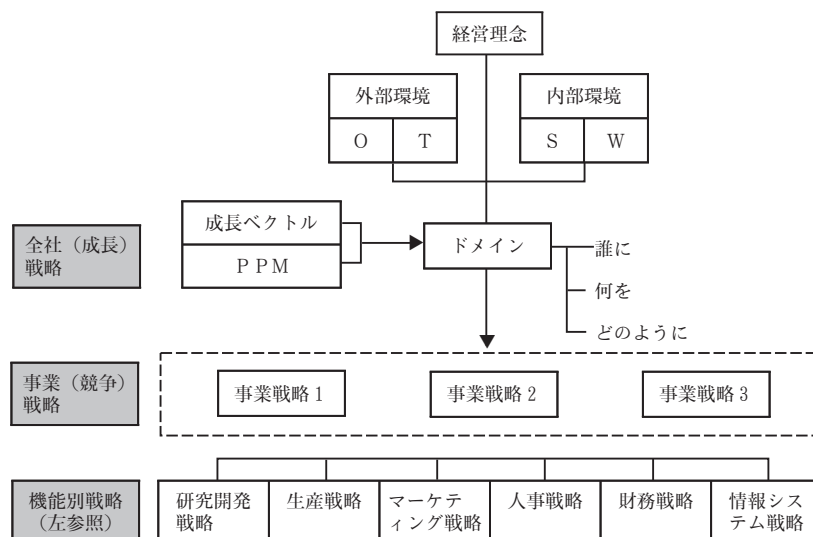 経営理念
外部環境
内部環境
O
T
S
W
成長ベクトル
PPM
全社（成長）
戦略
ドメイン
誰に
何を
どのように
事業（競争）
戦略
事業戦略1
事業戦略2
事業戦略3
機能別戦略
（左参照）
研究開発
戦略
生産戦略
マーケテ
ィング戦略
人事戦略
財務戦略
情報シス
テム戦略